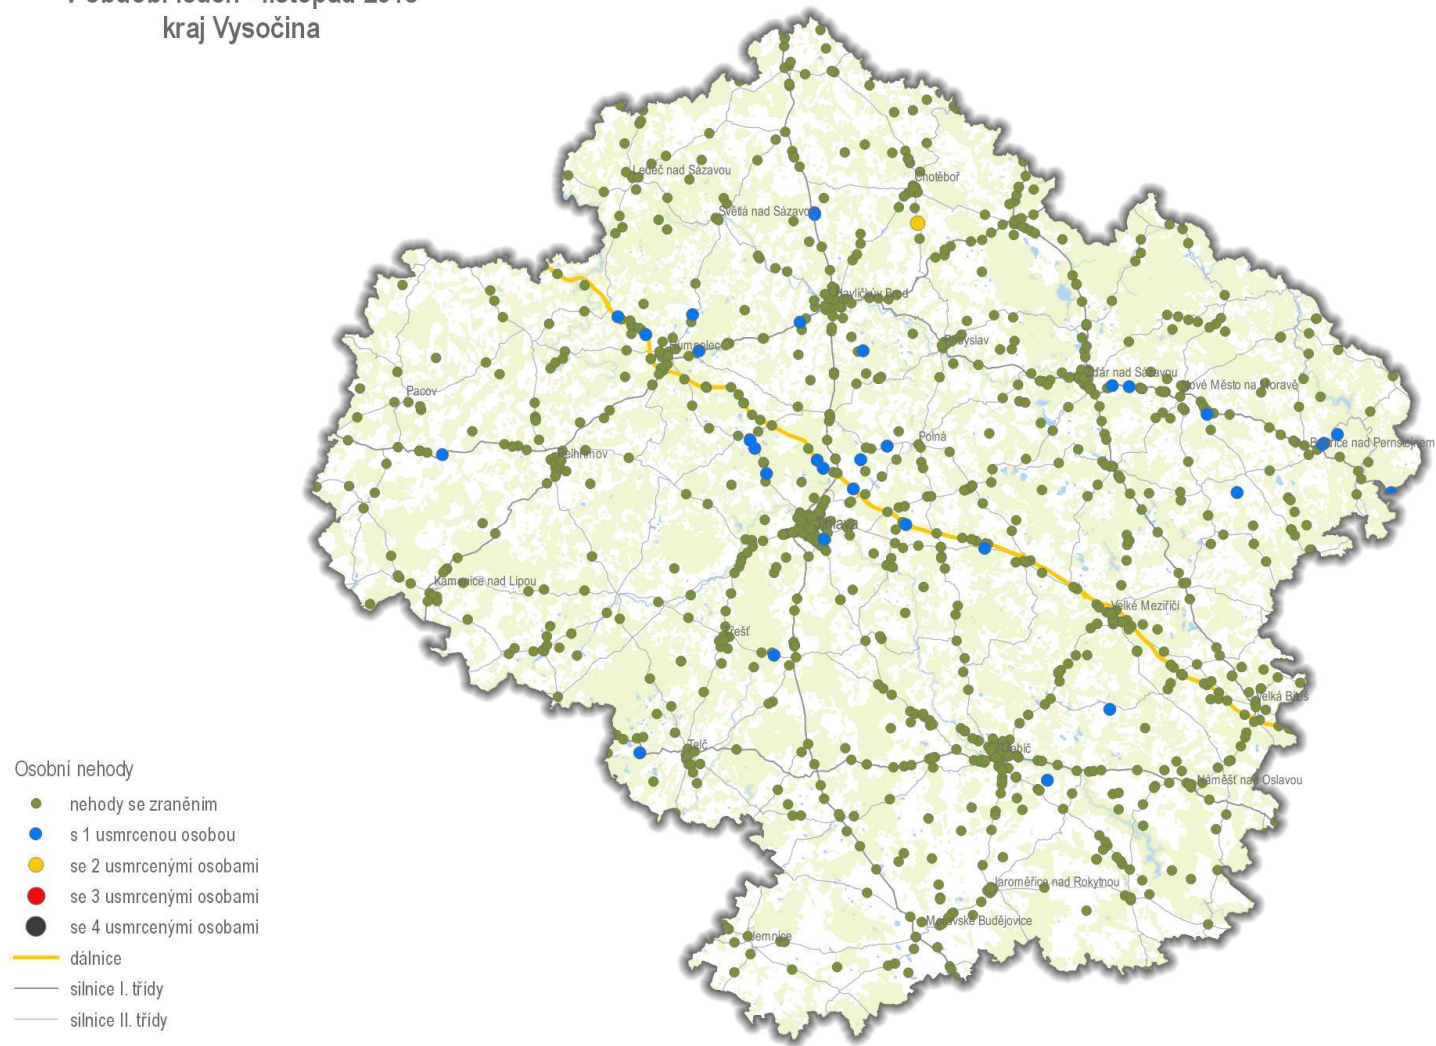 kraj Vysočina
Ledeč nad Sázavou
Chotěboř
Světlá nad Sázavou
Havlíčkův Brod
Přibyslav
Humpolec
Žďár nad Sázavou
Nové Město na Moravě
Pacov
Polná
Bystřice nad Pernštejnem
Pelhřimov
Jihlava
Kamenice nad Lipou
Velké Meziříčí
Třešť
Velká Bíteš
Telč
Třebíč
Náměšť nad Oslavou
Jaroměřice nad Rokytnou
Moravské Budějovice
Jemnice
Osobní nehody
nehody se zraněním
s 1 usmrcenou osobou
se 2 usmrcenými osobami
se 3 usmrcenými osobami
se 4 usmrcenými osobami
dálnice
silnice I. třídy
silnice II. třídy